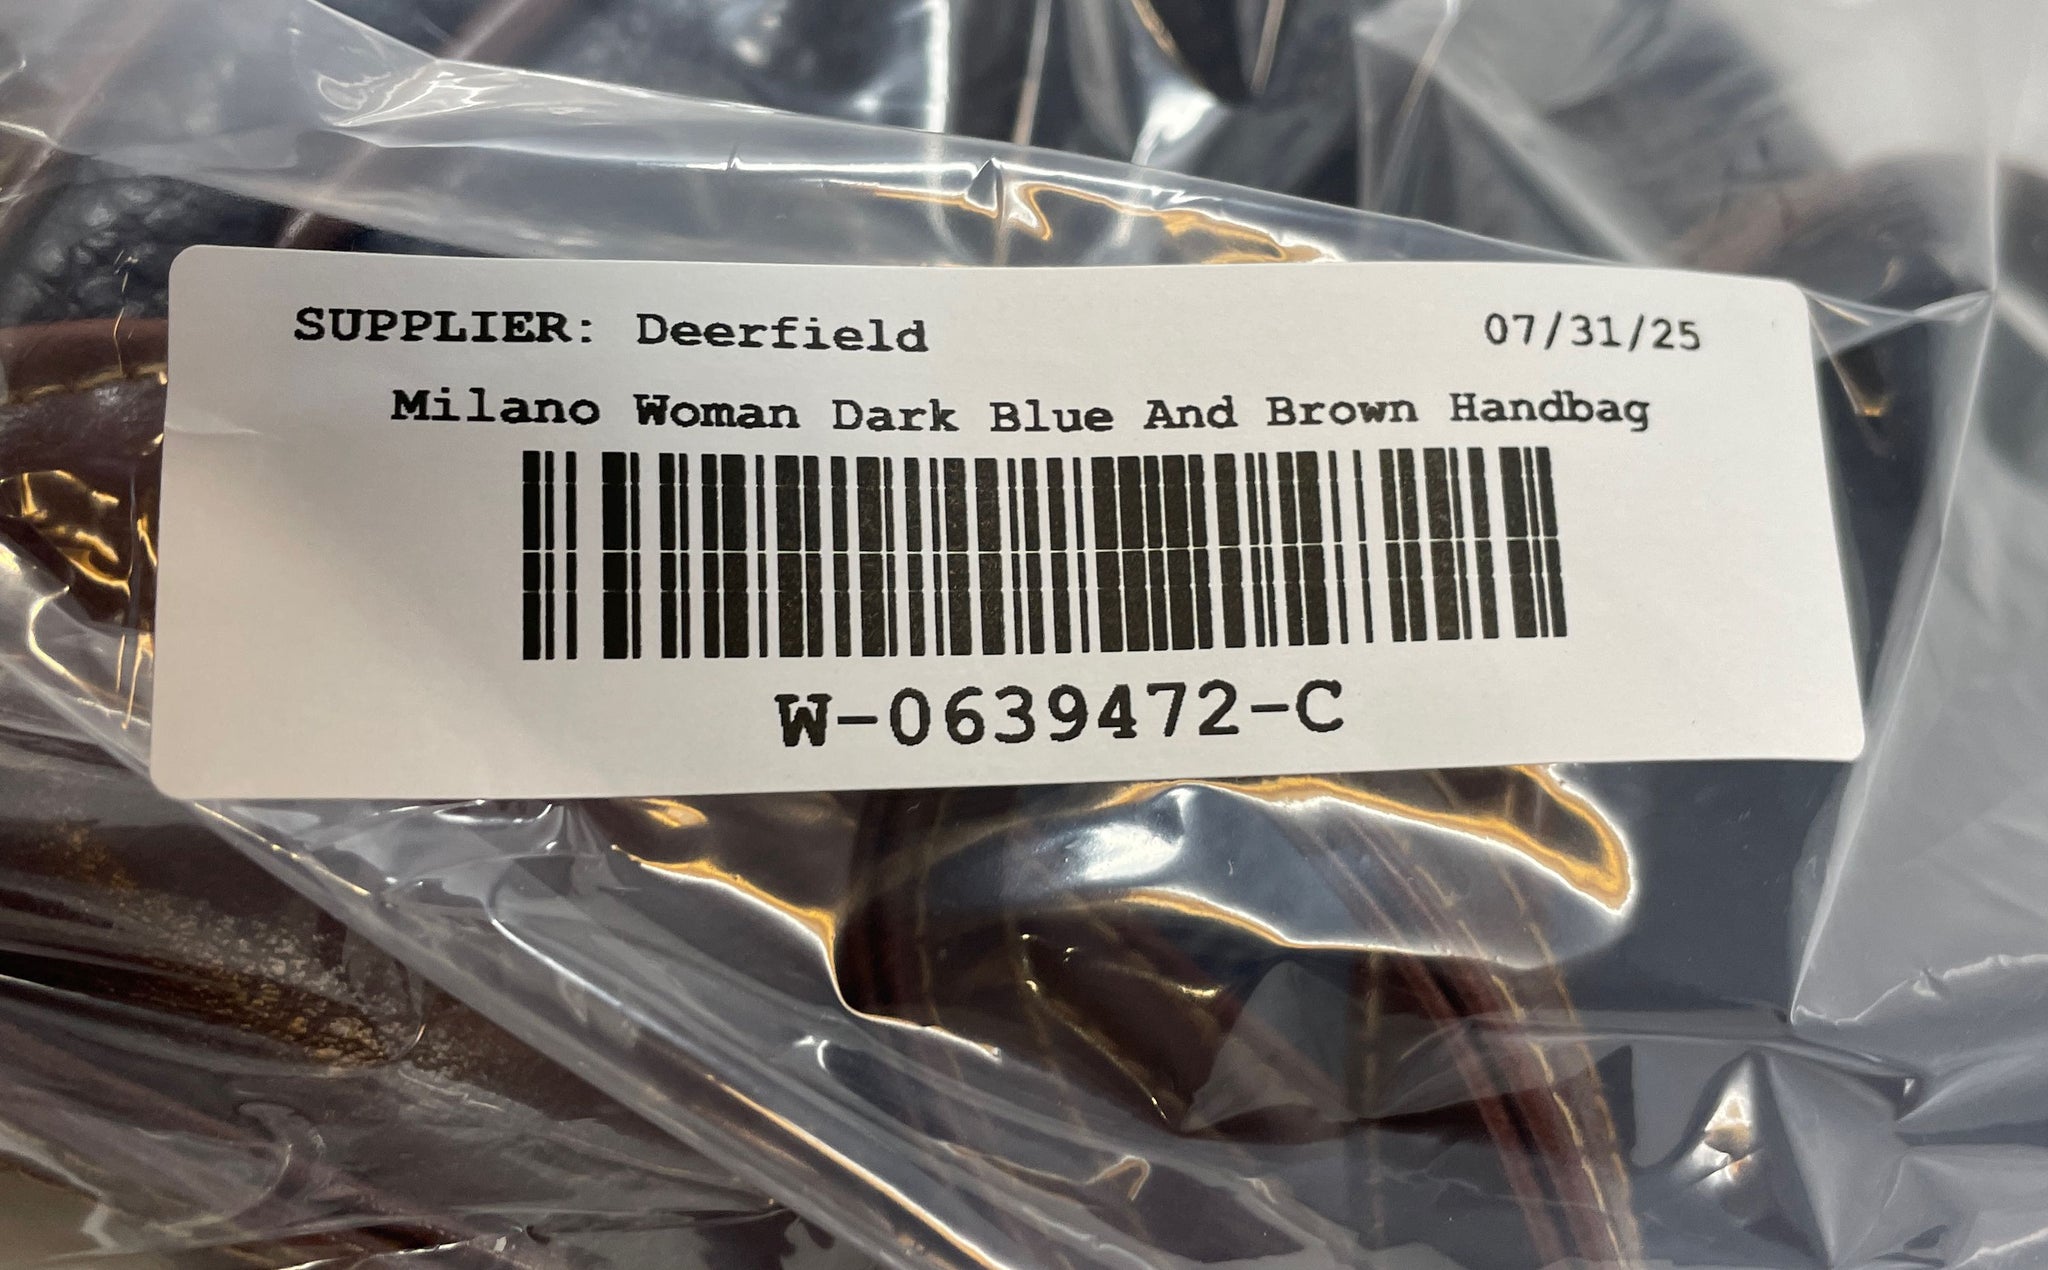 SUPPLIER: Deerfield 07/31/25
Milano Woman Dark Blue And Brown Handbag
W-0639472-C